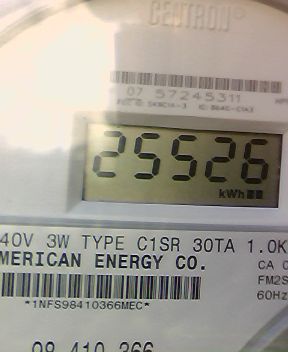 CENTRON®
07 57245311
25526
kWh
40V 3W TYPE C1SR 30TA 1.0K
MERICAN ENERGY CO.
CA 0
FM2S
60Hz
*1NFS98410366MEC*
98 410 366